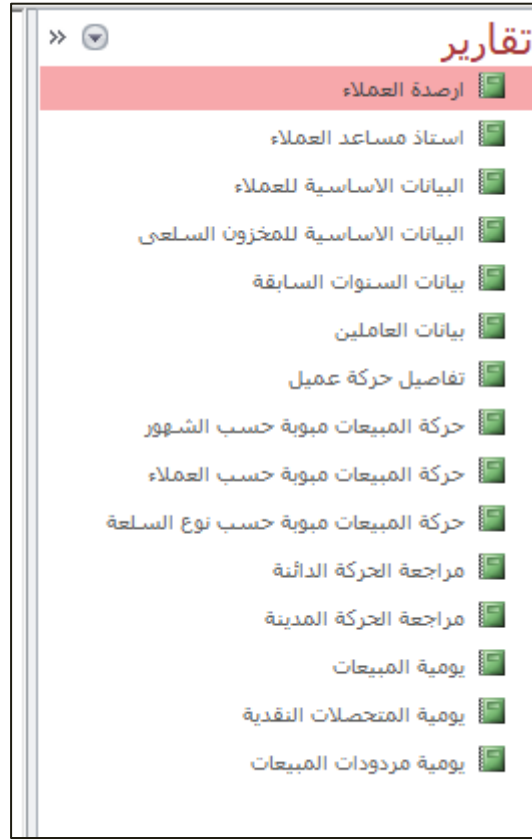 تقارير
ارصدة العملاء
استاذ مساعد العملاء
البيانات الاساسية للعملاء
البيانات الاساسية للمخزون السلعى
بيانات السنوات السابقة
بيانات العاملين
تفاصيل حركة عميل
حركة المبيعات مبوبة حسب الشهور
حركة المبيعات مبوبة حسب العملاء
حركة المبيعات مبوبة حسب نوع السلعة
مراجعة الحركة الدائنة
مراجعة الحركة المدينة
يومية المبيعات
يومية المتحصلات النقدية
يومية مردودات المبيعات